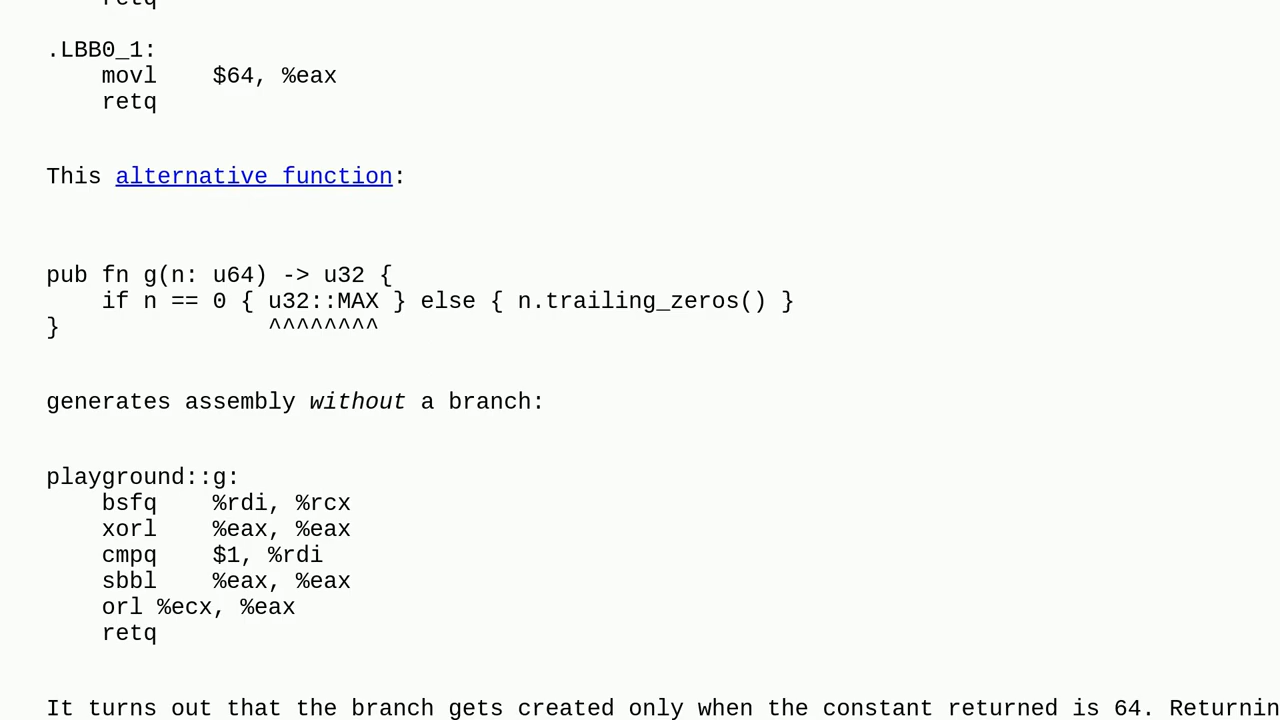 retq
.LBB0_1:
movl $64, %eax
retq
This alternative function:
pub fn g(n: u64) -> u32 {
if n == 0 { u32::MAX } else { n.trailing_zeros() }
} ^^^^^^^^
generates assembly without a branch:
playground::g:
bsfq %rdi, %rcx
xorl %eax, %eax
cmpq $1, %rdi
sbbl %eax, %eax
orl %ecx, %eax
retq
It turns out that the branch gets created only when the constant returned is 64. Returnin